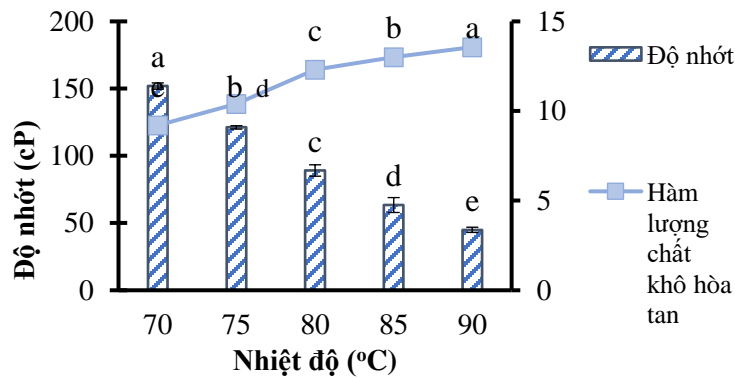 200
150
100
50
0
Độ nhớt (cP)
a
e
b
d
c
c
b
d
a
e
15
10
5
0
70 75 80 85 90
Nhiệt độ (ᵒC)
Độ nhớt
Hàm
lượng
chất
khô hòa
tan